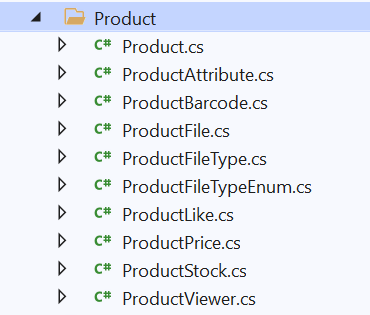 Product
C# Product.cs
C# ProductAttribute.cs
C# ProductBarcode.cs
C# ProductFile.cs
C# ProductFileType.cs
C# ProductFileTypeEnum.cs
C# ProductLike.cs
C# ProductPrice.cs
C# ProductStock.cs
C# ProductViewer.cs